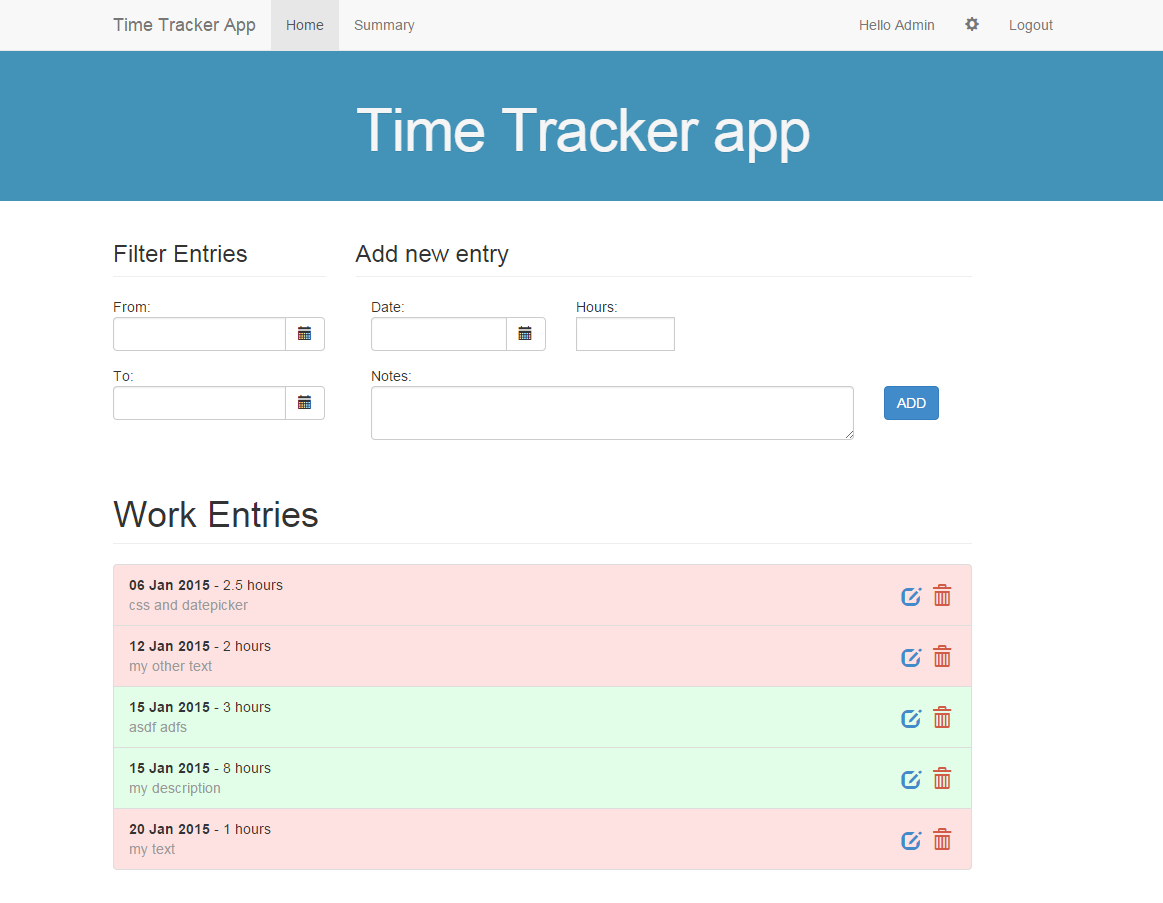 Time Tracker App Home Summary Hello Admin Logout
Time Tracker app
Filter Entries
From:
To:
Add new entry
Date: Hours:
Notes:
ADD
Work Entries
06 Jan 2015 - 2.5 hours
css and datepicker
12 Jan 2015 - 2 hours
my other text
15 Jan 2015 - 3 hours
asdf adfs
15 Jan 2015 - 8 hours
my description
20 Jan 2015 - 1 hours
my text